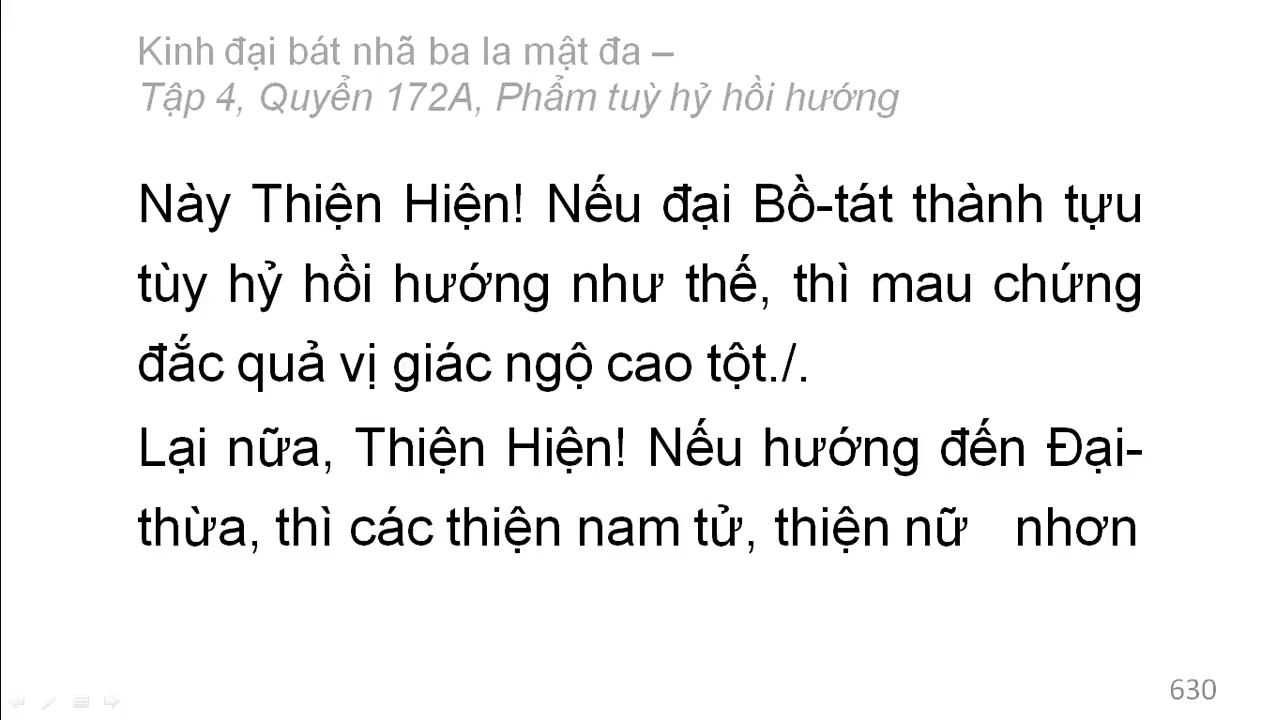 Kinh đại bát nhã ba la mật đa –
Tập 4, Quyển 172A, Phẩm tuỳ hỷ hồi hướng
Này Thiện Hiện! Nếu đại Bồ-tát thành tựu
tùy hỷ hồi hướng như thế, thì mau chứng
đắc quả vị giác ngộ cao tột./.
Lại nữa, Thiện Hiện! Nếu hướng đến Đại-
thừa, thì các thiện nam tử, thiện nữ nhơn
630